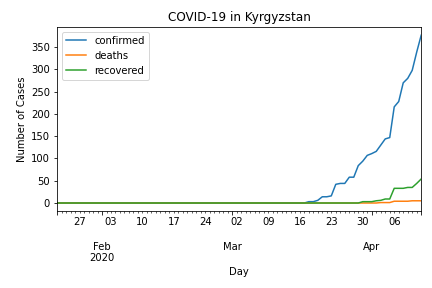 COVID-19 in Kyrgyzstan
confirmed
deaths
recovered
Number of Cases
350
300
250
200
150
100
50
0
27 03 10 17 24 02 09 16 23 30 06
Feb Mar Apr
2020
Day